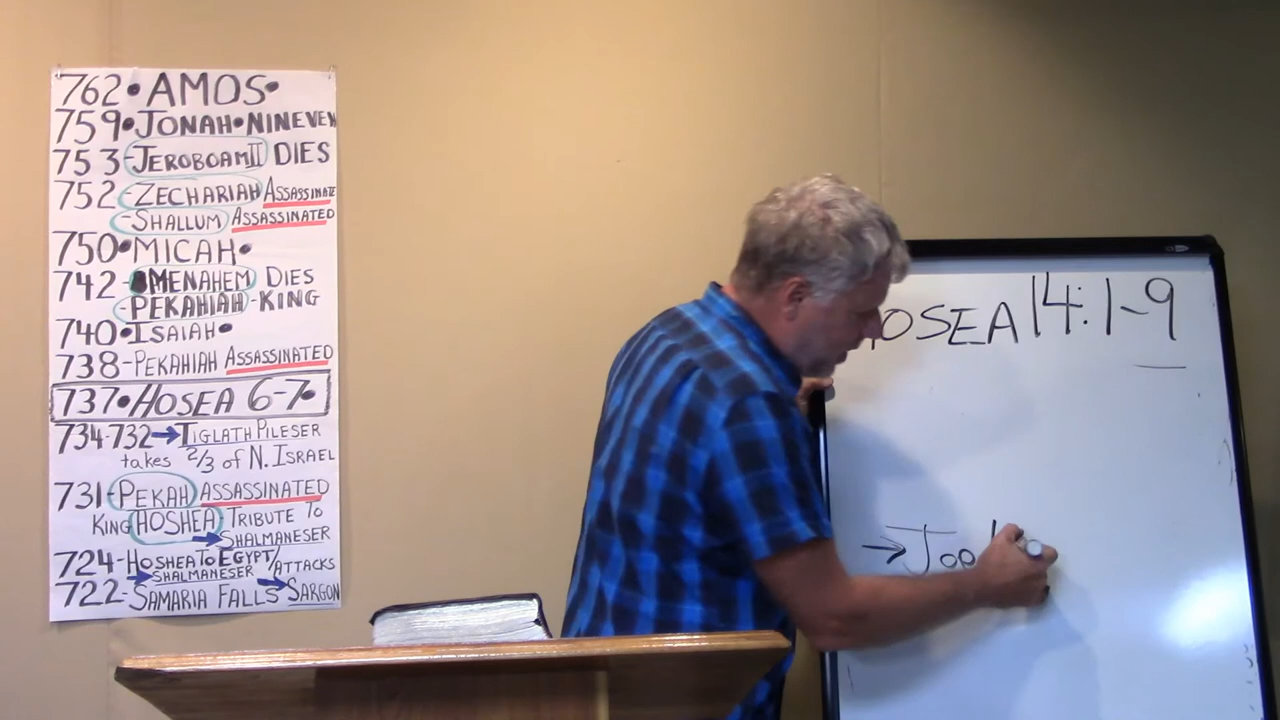 762•AMOS•
759•JONAH•NINEVEH
753-JEROBOAM II DIES
752-ZECHARIAH ASSASSINATE
-SHALLUM ASSASSINATED
750•MICAH•
742-MENAHEM DIES
-PEKAHIAH-KING
740•ISAIAH•
738-PEKAHIAH ASSASSINATED
737•HOSEA 6-7•
734-732→TIGLATH PILESER
takes 2/3 of N. ISRAEL
731-PEKAH ASSASSINATED
KING HOSHEA-TRIBUTE TO
→SHALMANESER
724-HOSHEA TO EGYPT/ATTACKS
→SHALMANESER →SARGON
722-SAMARIA FALLS
OSEA 14:1-9